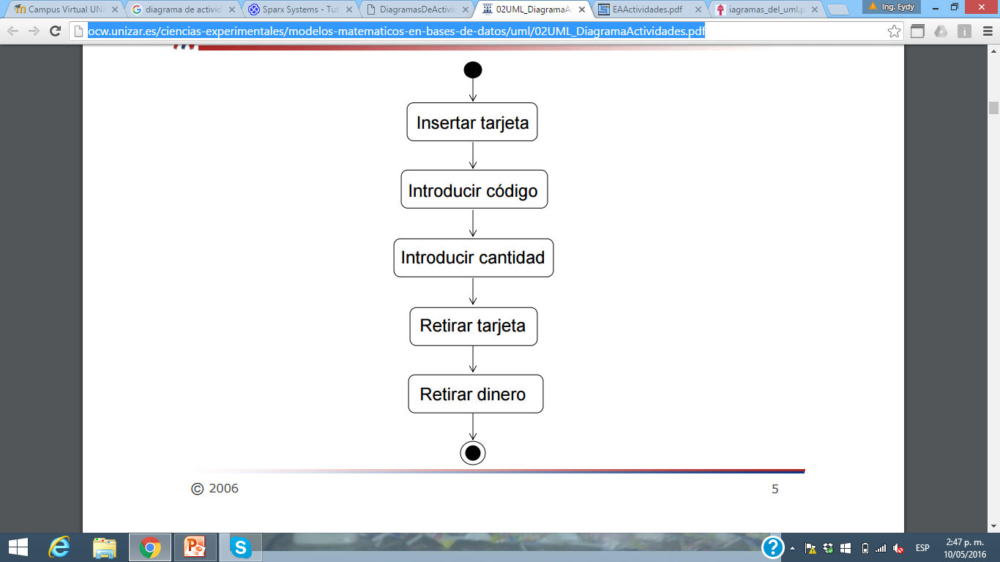 Campus Virtual UNA
diagrama de activid
Sparx Systems - Tut
DiagramasDeActivid
02UML_DiagramaA
EAActividades.pdf
iagramas_del_uml.p
Ing. Eydy
ocw.unizar.es/ciencias-experimentales/modelos-matematicos-en-bases-de-datos/uml/02UML_DiagramaActividades.pdf
Insertar tarjeta
Introducir código
Introducir cantidad
Retirar tarjeta
Retirar dinero
© 2006
5
ESP
2:47 p. m.
10/05/2016